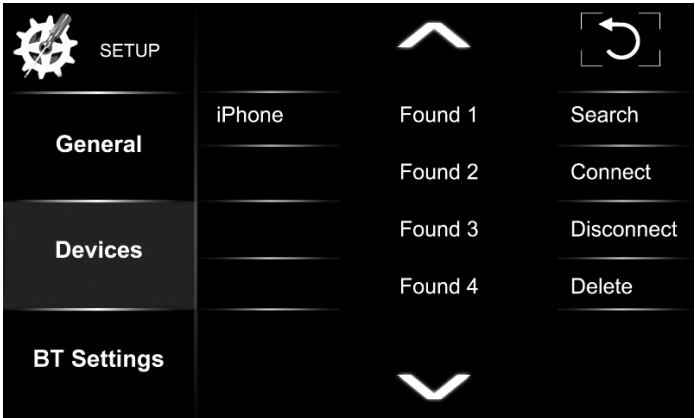 SETUP
General
Devices
BT Settings
iPhone
Found 1
Found 2
Found 3
Found 4
Search
Connect
Disconnect
Delete